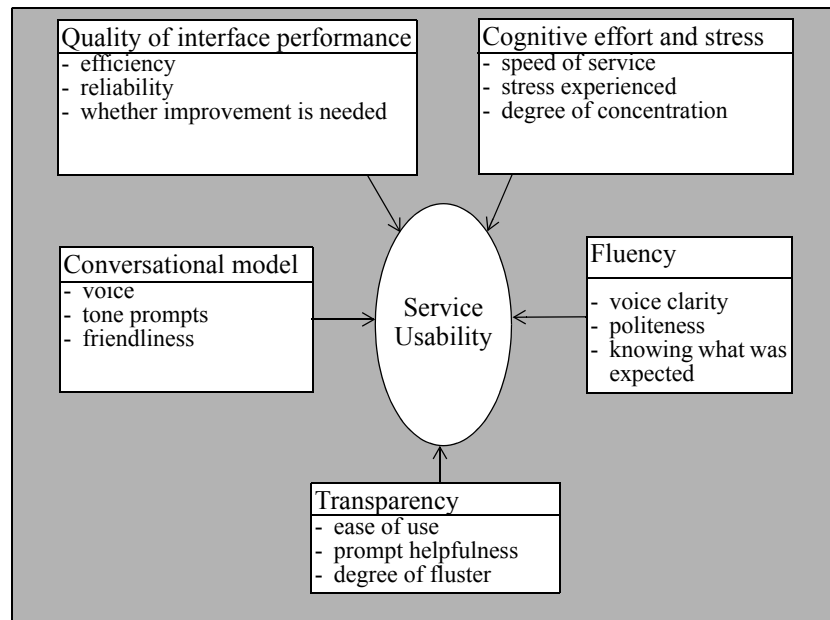 Quality of interface performance
- efficiency
- reliability
- whether improvement is needed
Cognitive effort and stress
- speed of service
- stress experienced
- degree of concentration
Conversational model
- voice
- tone prompts
- friendliness
Service
Usability
Fluency
- voice clarity
- politeness
- knowing what was
expected
Transparency
- ease of use
- prompt helpfulness
- degree of fluster